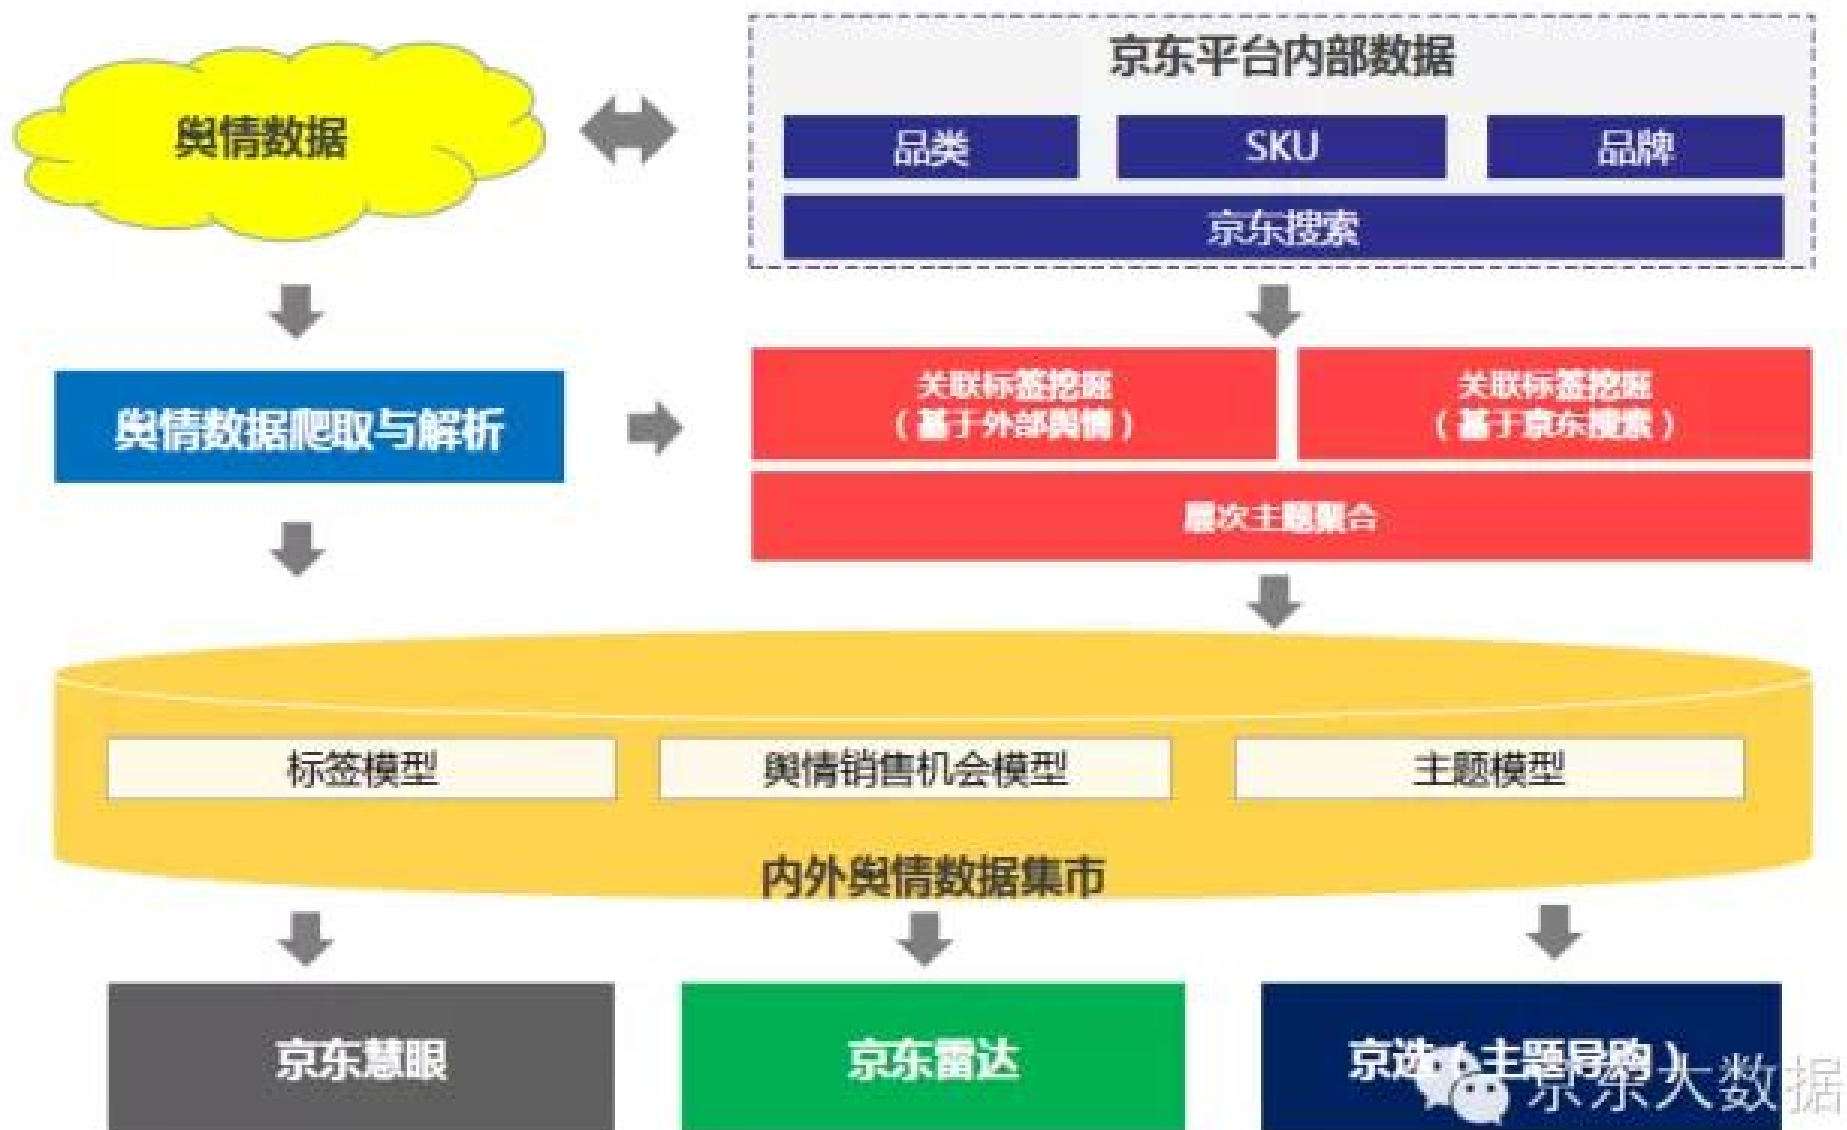 京东平台内部数据
舆情数据
品类
SKU
品牌
京东搜索
舆情数据爬取与解析
关联标签挖掘
（基于外部舆情）
关联标签挖掘
（基于京东搜索）
层次主题聚合
标签模型
舆情销售机会模型
主题模型
内外舆情数据集市
京东慧眼
京东雷达
京选（主题导购）
京东大数据